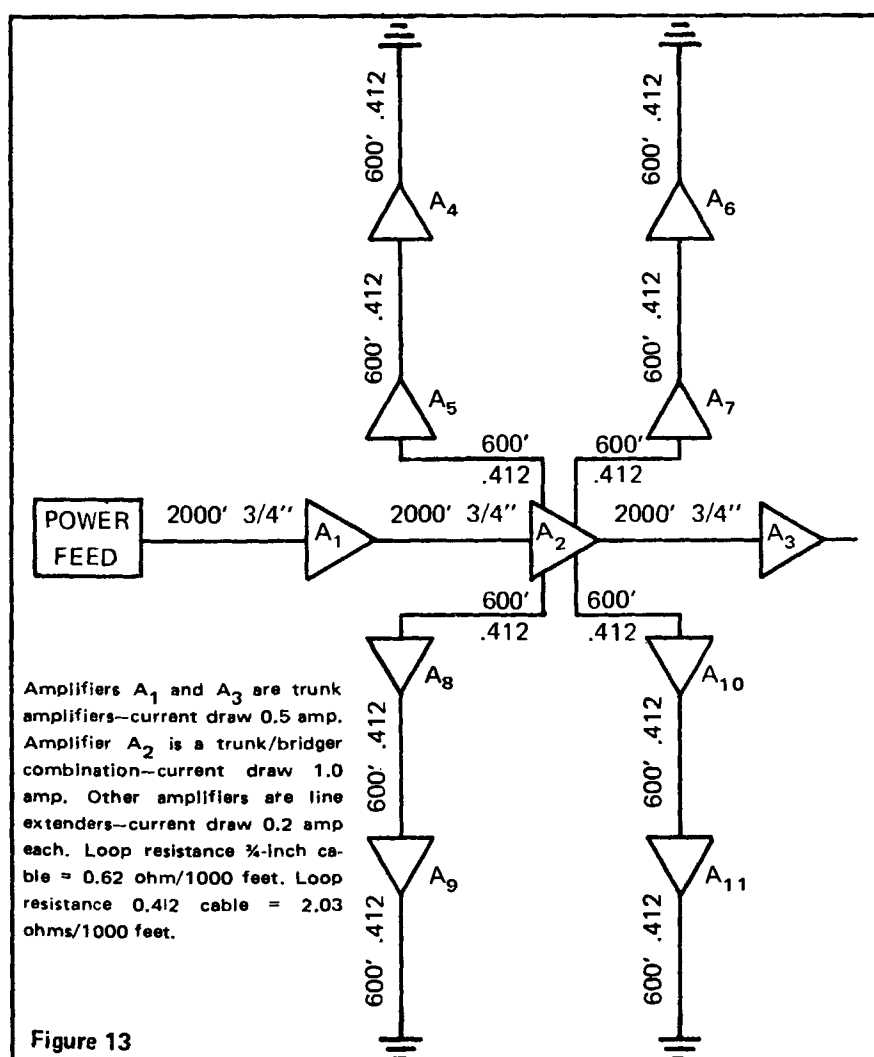 600' .412
600' .412
A4
A6
600' .412
600' .412
A5
A7
600'
.412
600'
.412
POWER
FEED
2000' 3/4''
A1
2000' 3/4''
A2
2000' 3/4''
A3
600'
.412
600'
.412
A8
A10
Amplifiers A1 and A3 are trunk
amplifiers—current draw 0.5 amp.
Amplifier A2 is a trunk/bridger
combination—current draw 1.0
amp. Other amplifiers are line
extenders—current draw 0.2 amp
each. Loop resistance ¾-inch ca-
ble = 0.62 ohm/1000 feet. Loop
resistance 0.412 cable = 2.03
ohms/1000 feet.
600' .412
600' .412
A9
A11
600' .412
600' .412
Figure 13